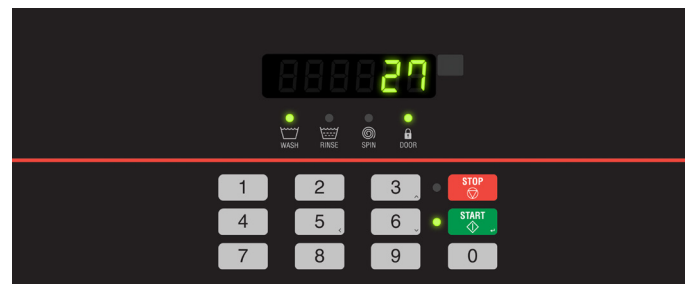 27
WASH RINSE SPIN DOOR
1 2 3 STOP
4 5 6 START
7 8 9 0